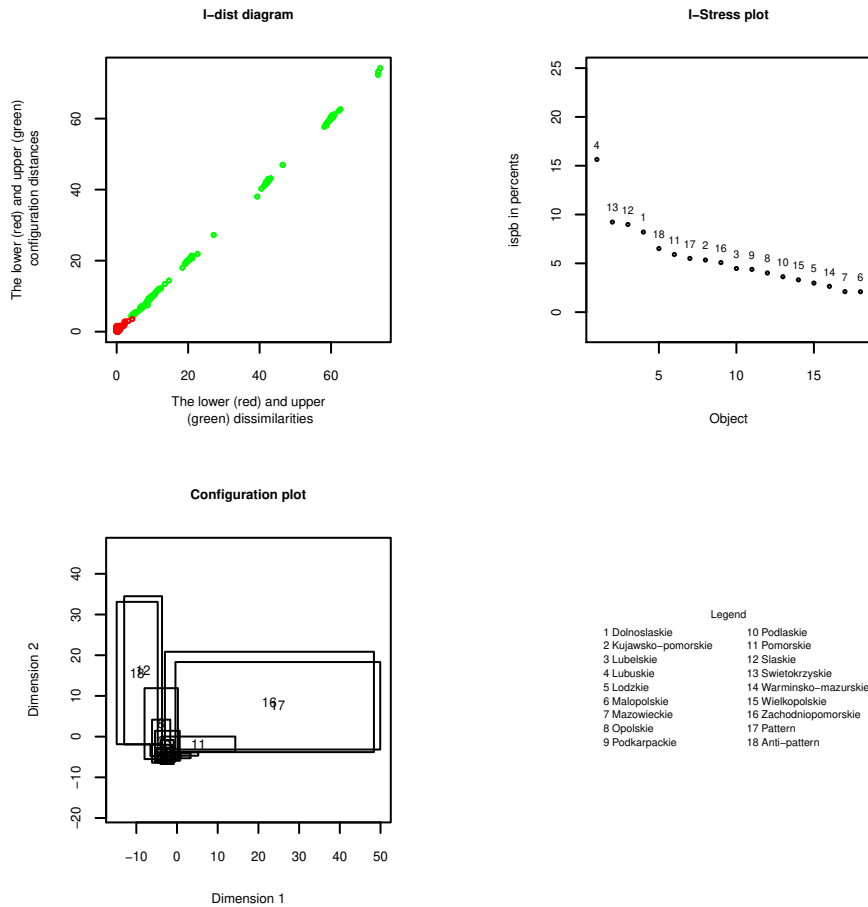 I−dist diagram
The lower (red) and upper (green)
configuration distances
60
40
20
0
0 20 40 60
The lower (red) and upper
(green) dissimilarities
I−Stress plot
ispb in percents
25
20
15
10
5
0
4
13 12 1 18 11 17 2 16 3 9 8 10 15 5 14 7 6
5 10 15
Object
Configuration plot
Dimension 2
40
30
20
10
0
−10
−20
12
16
17
11
−10 0 10 20 30 40 50
Dimension 1
Legend
1 Dolnoslaskie
2 Kujawsko−pomorskie
3 Lubelskie
4 Lubuskie
5 Lodzkie
6 Malopolskie
7 Mazowieckie
8 Opolskie
9 Podkarpackie
10 Podlaskie
11 Pomorskie
12 Slaskie
13 Swietokrzyskie
14 Warminsko−mazurskie
15 Wielkopolskie
16 Zachodniopomorskie
17 Pattern
18 Anti−pattern